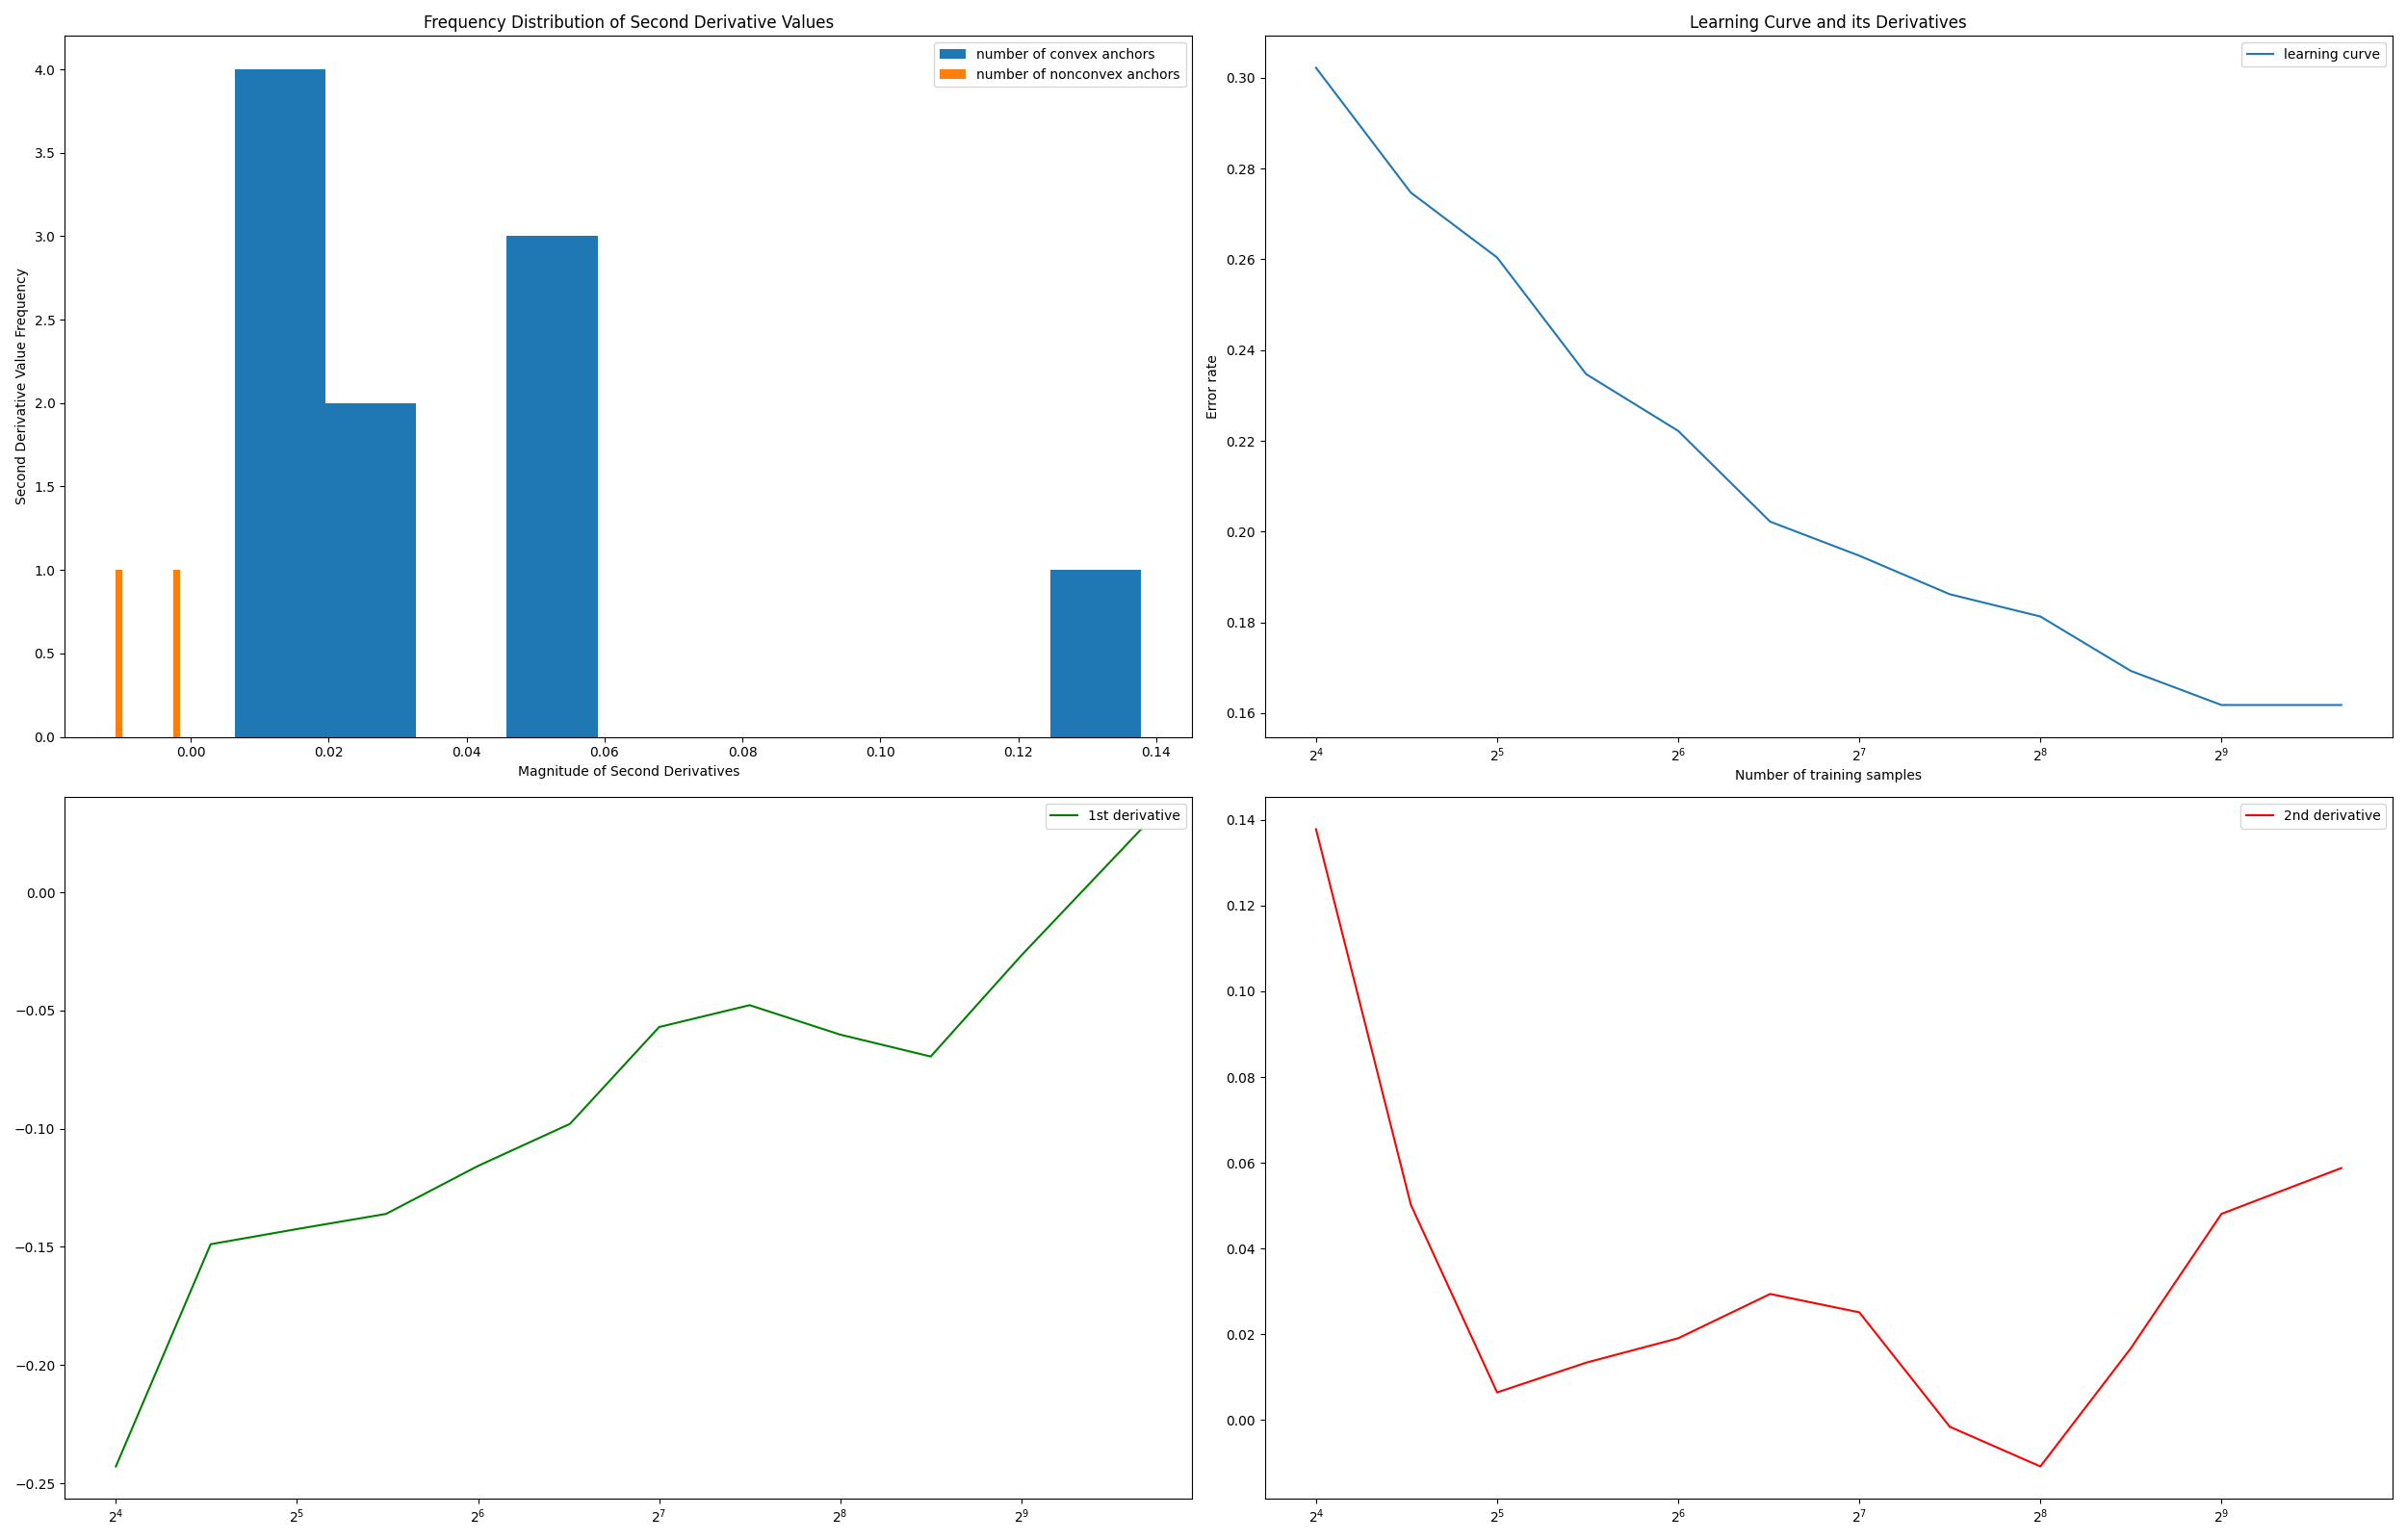 Frequency Distribution of Second Derivative Values
number of convex anchors
number of nonconvex anchors
Second Derivative Value Frequency
4.0
3.5
3.0
2.5
2.0
1.5
1.0
0.5
0.0
0.00 0.02 0.04 0.06 0.08 0.10 0.12 0.14
Magnitude of Second Derivatives
Learning Curve and its Derivatives
learning curve
Error rate
0.30
0.28
0.26
0.24
0.22
0.20
0.18
0.16
2⁴ 2⁵ 2⁶ 2⁷ 2⁸ 2⁹
Number of training samples
1st derivative
0.00
−0.05
−0.10
−0.15
−0.20
−0.25
2⁴ 2⁵ 2⁶ 2⁷ 2⁸ 2⁹
2nd derivative
0.14
0.12
0.10
0.08
0.06
0.04
0.02
0.00
2⁴ 2⁵ 2⁶ 2⁷ 2⁸ 2⁹